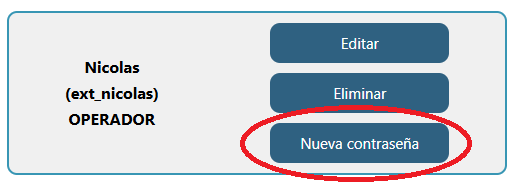 Nicolas
(ext_nicolas)
OPERADOR
Editar
Eliminar
Nueva contraseña